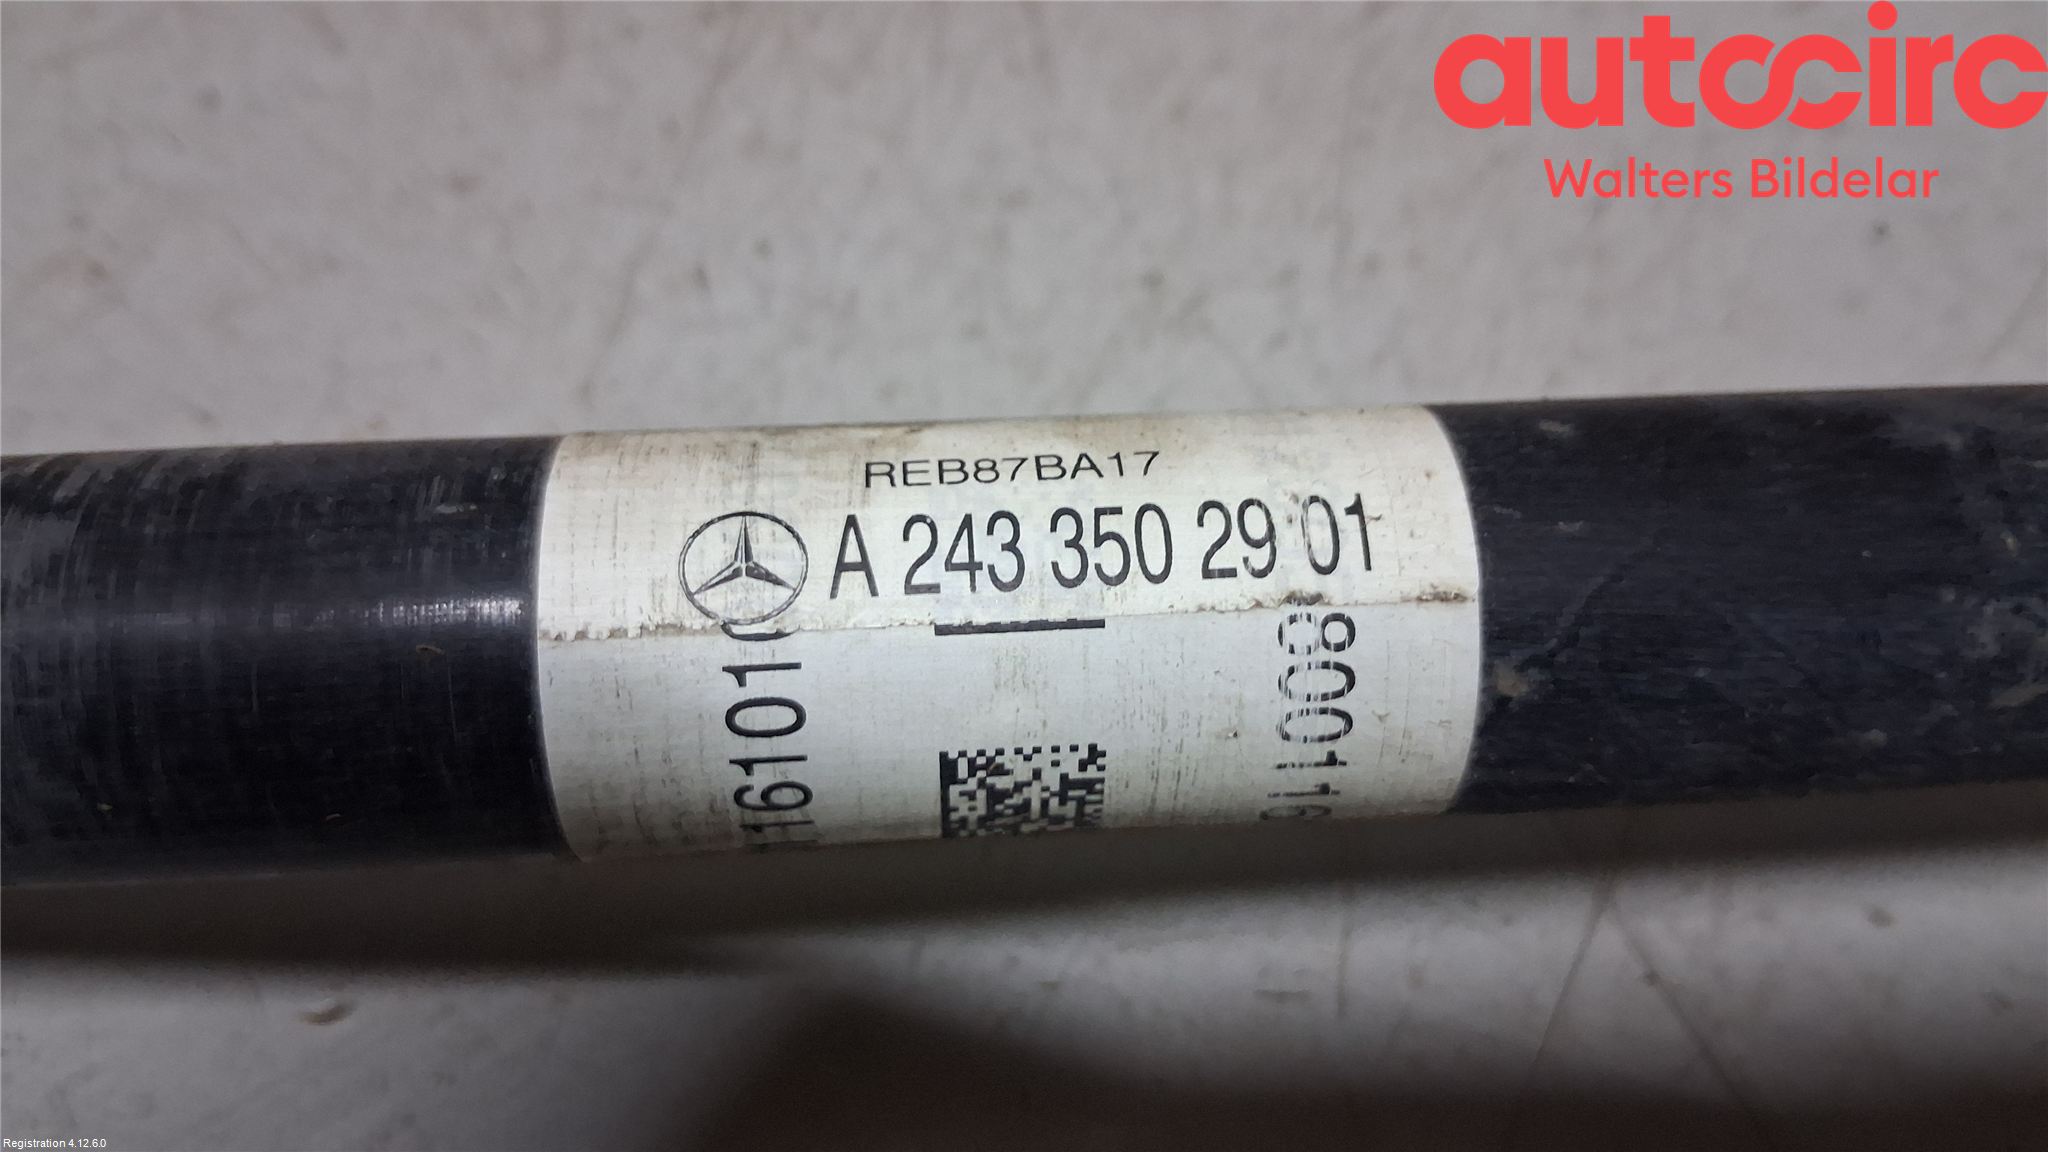 autocirc
Walters Bildelar
REB87BA17
A 243 350 29 01
Registration 4.12.6.0